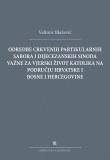 Velimir Blažević
ODREDBE CRKVENIH PARTIKULARNIH
SABORA I DIJECEZANSKIH SINODA
VAŽNE ZA VJERSKI ŽIVOT KATOLIKA NA
PODRUČJU HRVATSKE I
BOSNE I HERCEGOVINE